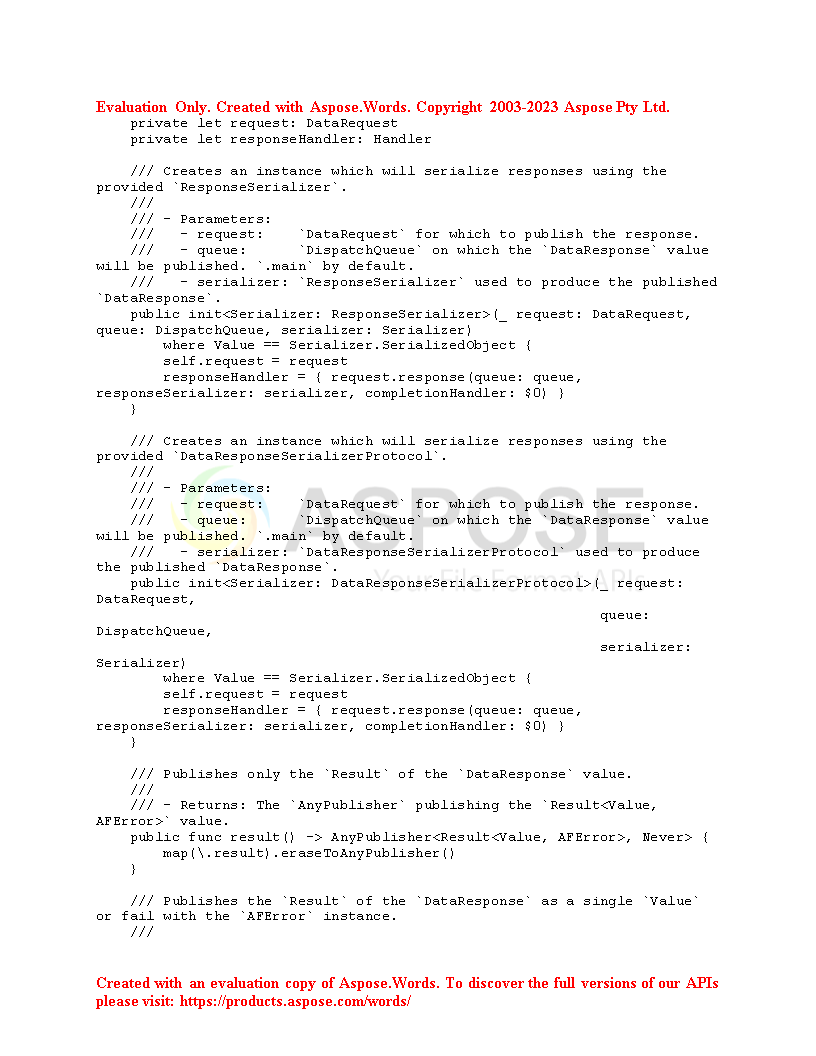 Evaluation Only. Created with Aspose.Words. Copyright 2003-2023 Aspose Pty Ltd.
    private let request: DataRequest
    private let responseHandler: Handler

    /// Creates an instance which will serialize responses using the
provided `ResponseSerializer`.
    ///
    /// - Parameters:
    ///   - request:    `DataRequest` for which to publish the response.
    ///   - queue:      `DispatchQueue` on which the `DataResponse` value
will be published. `.main` by default.
    ///   - serializer: `ResponseSerializer` used to produce the published
`DataResponse`.
    public init<Serializer: ResponseSerializer>(_ request: DataRequest,
queue: DispatchQueue, serializer: Serializer)
        where Value == Serializer.SerializedObject {
        self.request = request
        responseHandler = { request.response(queue: queue,
responseSerializer: serializer, completionHandler: $0) }
    }

    /// Creates an instance which will serialize responses using the
provided `DataResponseSerializerProtocol`.
    ///
    /// - Parameters:
    ///   - request:    `DataRequest` for which to publish the response.
    ///   - queue:      `DispatchQueue` on which the `DataResponse` value
will be published. `.main` by default.
    ///   - serializer: `DataResponseSerializerProtocol` used to produce
the published `DataResponse`.
    public init<Serializer: DataResponseSerializerProtocol>(_ request:
DataRequest,
                                                            queue:
DispatchQueue,
                                                            serializer:
Serializer)
        where Value == Serializer.SerializedObject {
        self.request = request
        responseHandler = { request.response(queue: queue,
responseSerializer: serializer, completionHandler: $0) }
    }

    /// Publishes only the `Result` of the `DataResponse` value.
    ///
    /// - Returns: The `AnyPublisher` publishing the `Result<Value,
AFError>` value.
    public func result() -> AnyPublisher<Result<Value, AFError>, Never> {
        map(\.result).eraseToAnyPublisher()
    }

    /// Publishes the `Result` of the `DataResponse` as a single `Value`
or fail with the `AFError` instance.
    ///
ASPOSE
Your File Format APIs
Created with an evaluation copy of Aspose.Words. To discover the full versions of our APIs
please visit: https://products.aspose.com/words/